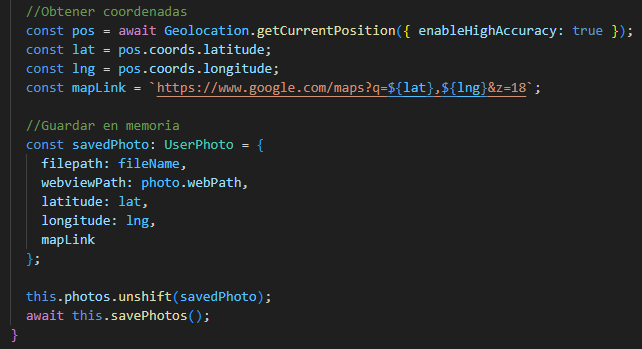 //Obtener coordenadas
const pos = await Geolocation.getCurrentPosition({ enableHighAccuracy: true });
const lat = pos.coords.latitude;
const lng = pos.coords.longitude;
const mapLink = `https://www.google.com/maps?q=${lat},${lng}&z=18`;
//Guardar en memoria
const savedPhoto: UserPhoto = {
filepath: fileName,
webviewPath: photo.webPath,
latitude: lat,
longitude: lng,
mapLink
};
this.photos.unshift(savedPhoto);
await this.savePhotos();
}